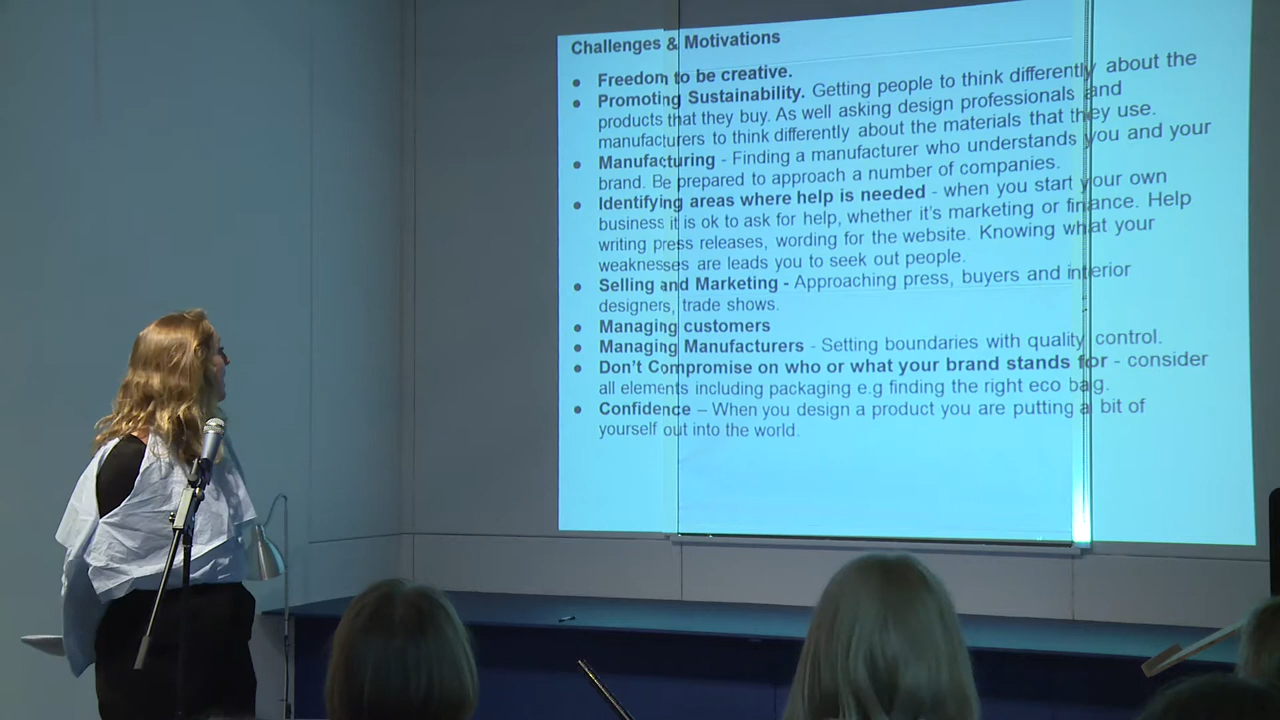 Challenges & Motivations
● Freedom to be creative.
● Promoting Sustainability. Getting people to think differently about the
products that they buy. As well asking design professionals and
manufacturers to think differently about the materials that they use.
● Manufacturing - Finding a manufacturer who understands you and your
brand. Be prepared to approach a number of companies.
● Identifying areas where help is needed - when you start your own
business it is ok to ask for help, whether it's marketing or finance. Help
writing press releases, wording for the website. Knowing what your
weaknesses are leads you to seek out people.
● Selling and Marketing - Approaching press, buyers and interior
designers, trade shows.
● Managing customers
● Managing Manufacturers - Setting boundaries with quality control.
● Don't Compromise on who or what your brand stands for - consider
all elements including packaging e.g finding the right eco bag.
● Confidence – When you design a product you are putting a bit of
yourself out into the world.